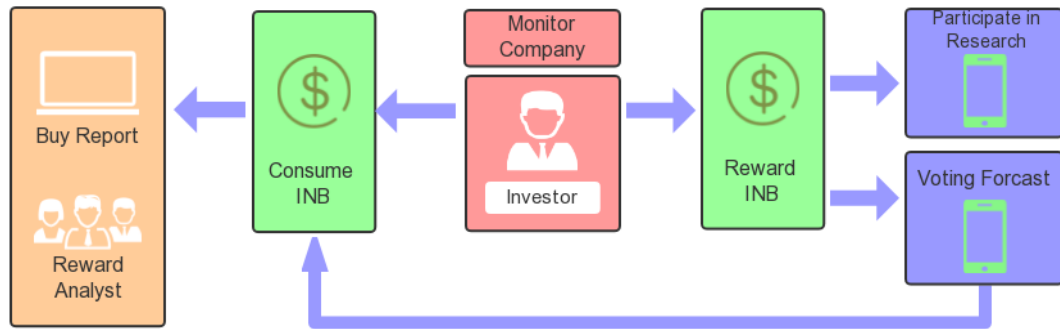 Buy Report
Reward
Analyst
Consume
INB
Monitor
Company
Investor
Reward
INB
Participate in
Research
Voting Forcast